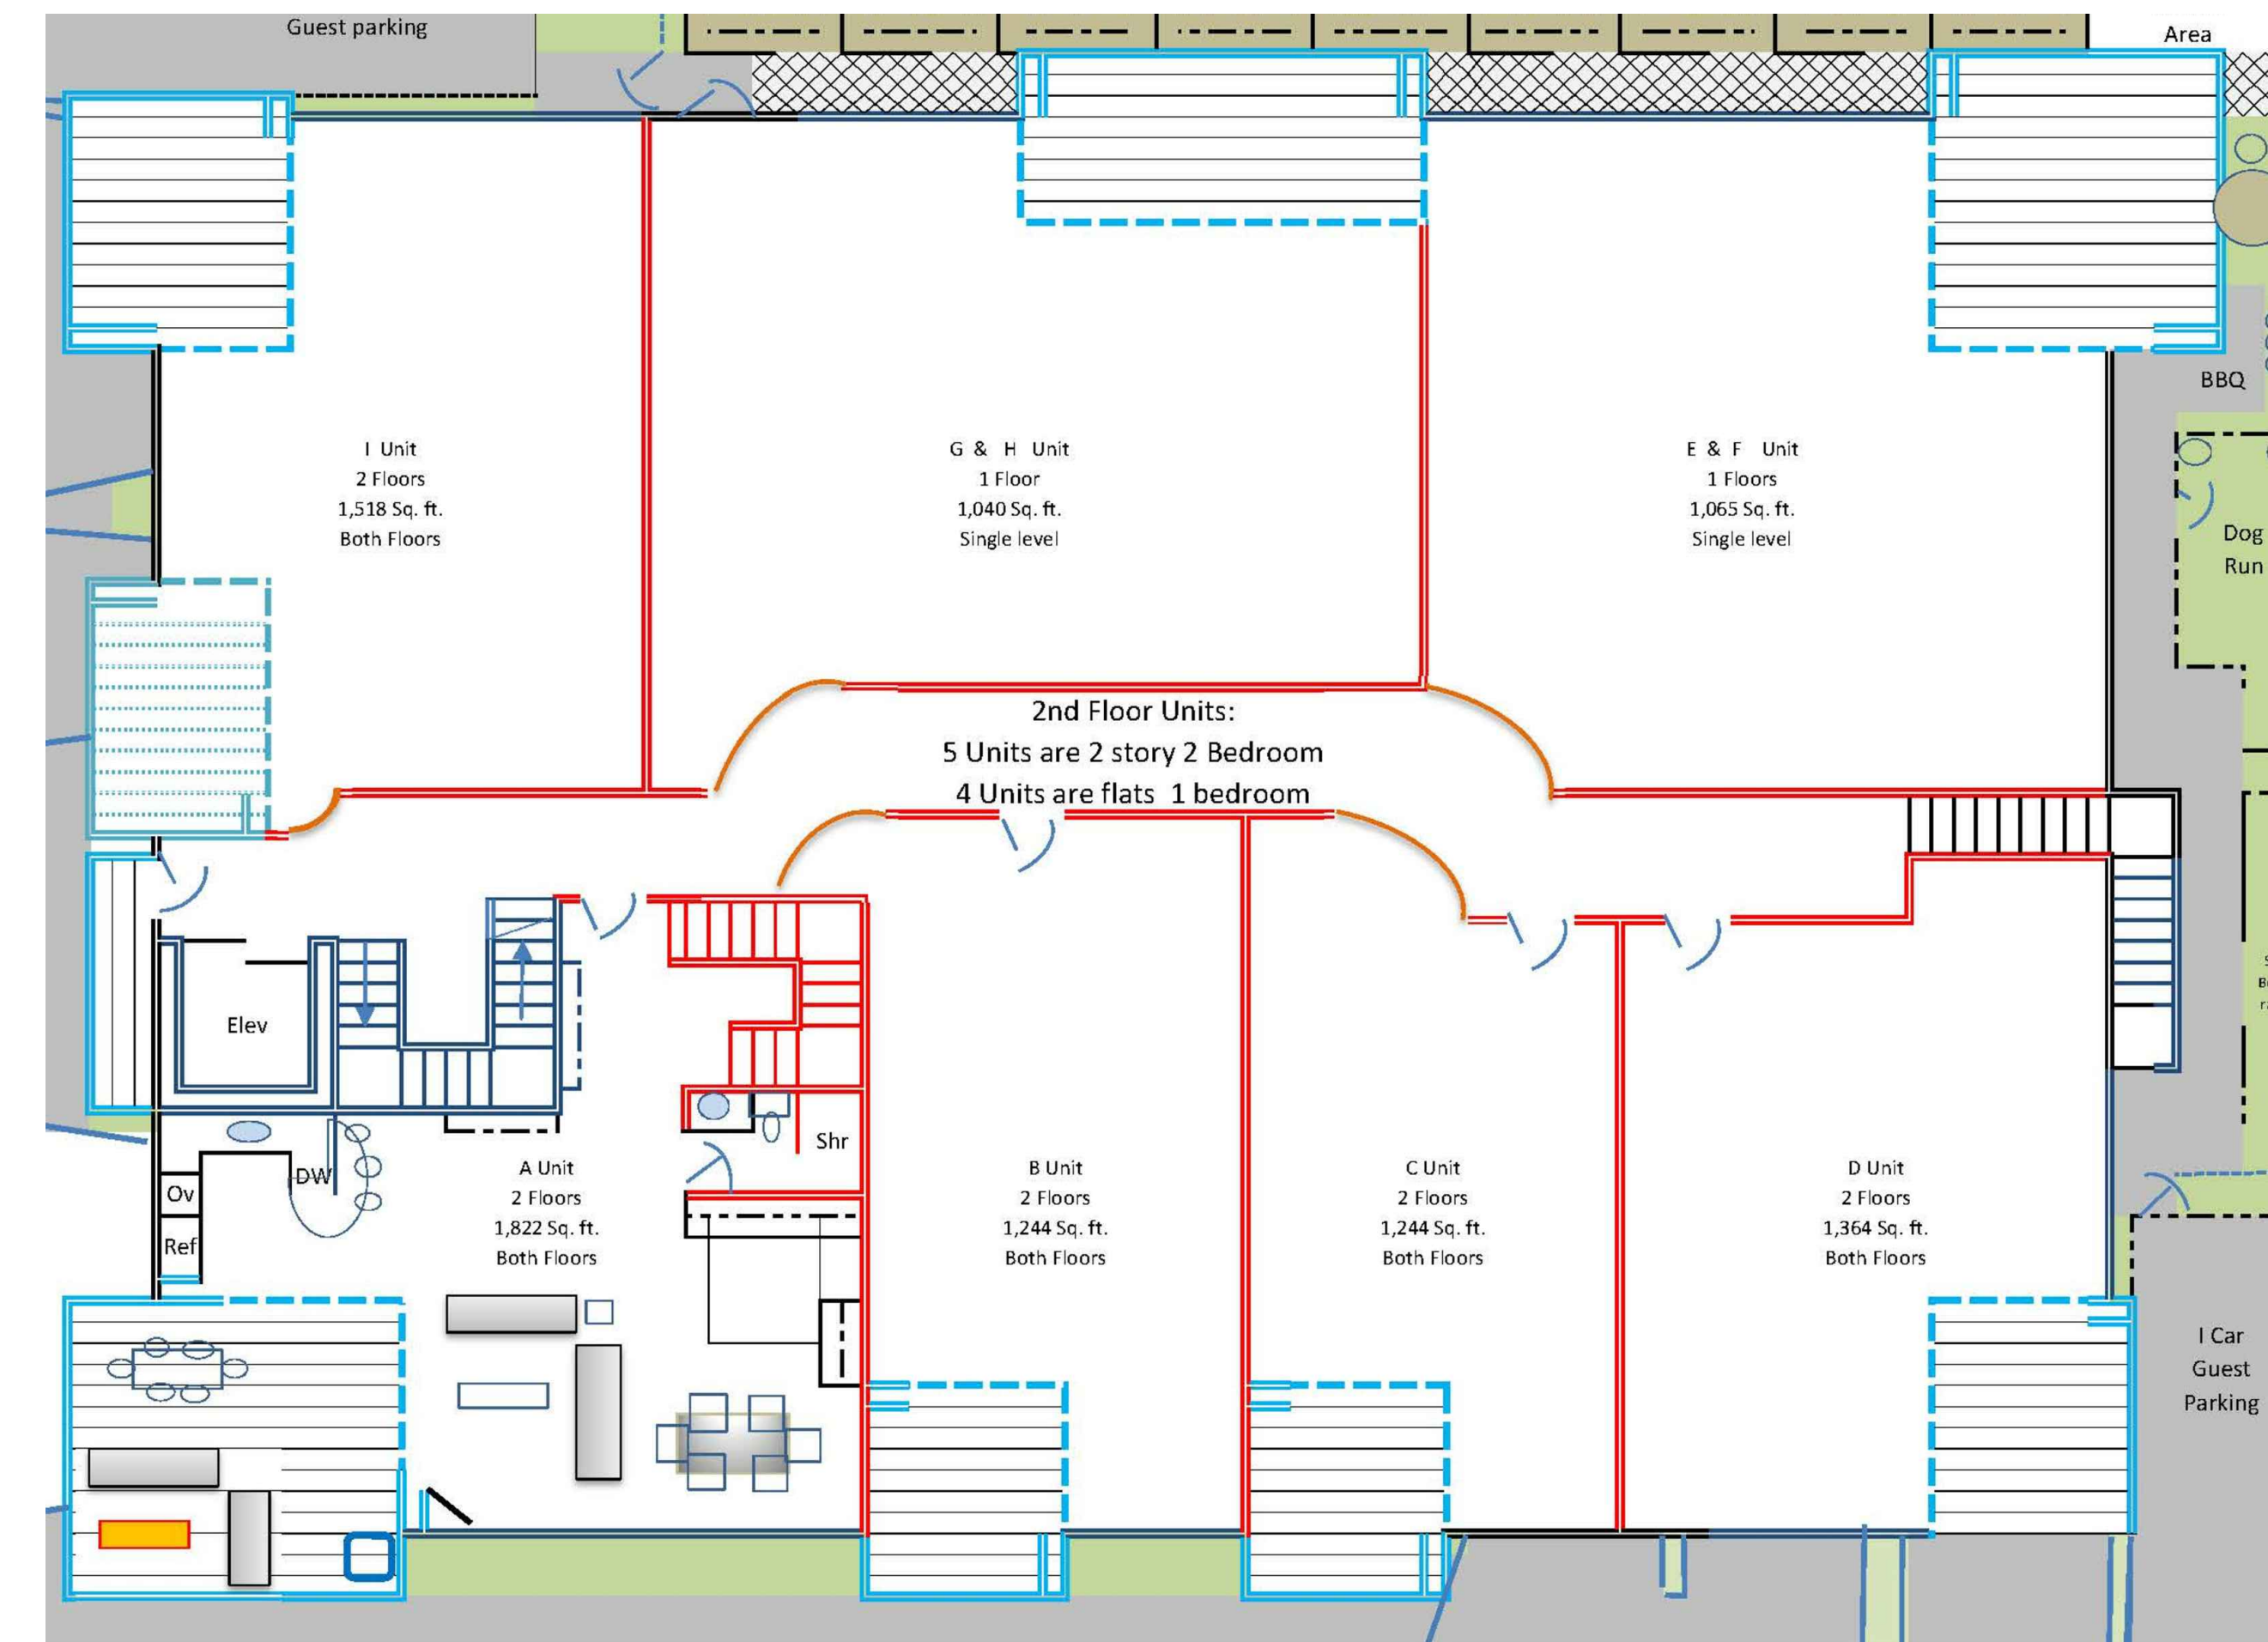 Guest parking
Area
I Unit
2 Floors
1,518 Sq. ft.
Both Floors
G & H Unit
1 Floor
1,040 Sq. ft.
Single level
E & F Unit
1 Floors
1,065 Sq. ft.
Single level
BBQ
Dog
Run
2nd Floor Units:
5 Units are 2 story 2 Bedroom
4 Units are flats 1 bedroom
Elev
Shr
DW
Ov
Ref
A Unit
2 Floors
1,822 Sq. ft.
Both Floors
B Unit
2 Floors
1,244 Sq. ft.
Both Floors
C Unit
2 Floors
1,244 Sq. ft.
Both Floors
D Unit
2 Floors
1,364 Sq. ft.
Both Floors
I Car
Guest
Parking